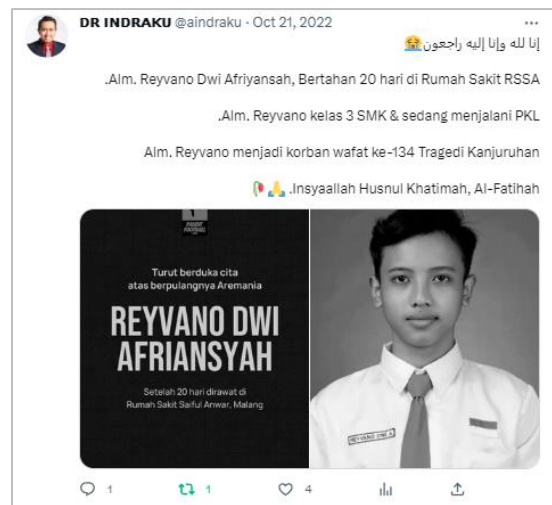 DR INDRAKU @aindraku · Oct 21, 2022
إنا لله وإنا إليه راجعون😭
.Alm. Reyvano Dwi Afriyansah, Bertahan 20 hari di Rumah Sakit RSSA
.Alm. Reyvano kelas 3 SMK & sedang menjalani PKL
Alm. Reyvano menjadi korban wafat ke-134 Tragedi Kanjuruhan
🥀🙏 .Insyaallah Husnul Khatimah, Al-Fatihah
Turut berduka cita
atas berpulangnya Aremania
REYVANO DWI
AFRIANSYAH
Setelah 20 hari dirawat di
Rumah Sakit Saiful Anwar, Malang
REYVANO DWI A
1
1
4